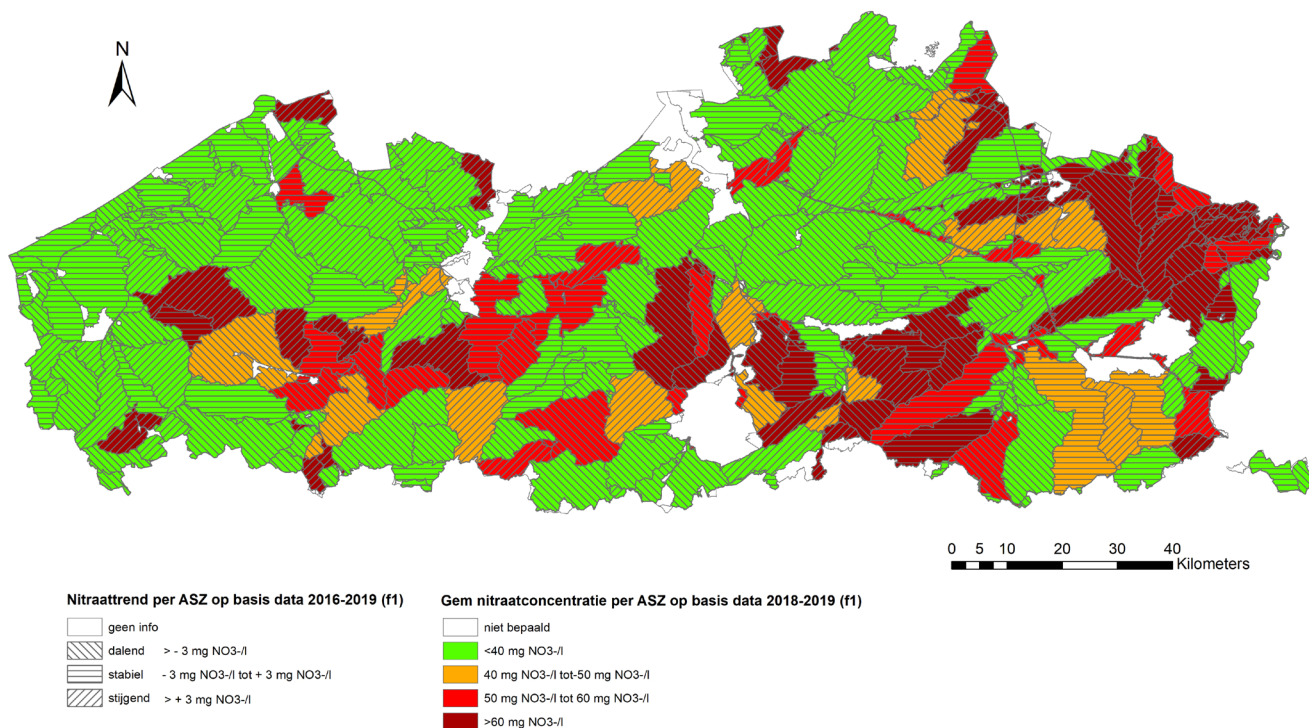 N
0 5 10 20 30 40
Kilometers
Nitraattrend per ASZ op basis data 2016-2019 (f1)
geen info
dalend > - 3 mg NO3-/l
stabiel - 3 mg NO3-/l tot + 3 mg NO3-/l
stijgend > + 3 mg NO3-/l
Gem nitraatconcentratie per ASZ op basis data 2018-2019 (f1)
niet bepaald
<40 mg NO3-/l
40 mg NO3-/l tot-50 mg NO3-/l
50 mg NO3-/l tot 60 mg NO3-/l
>60 mg NO3-/l